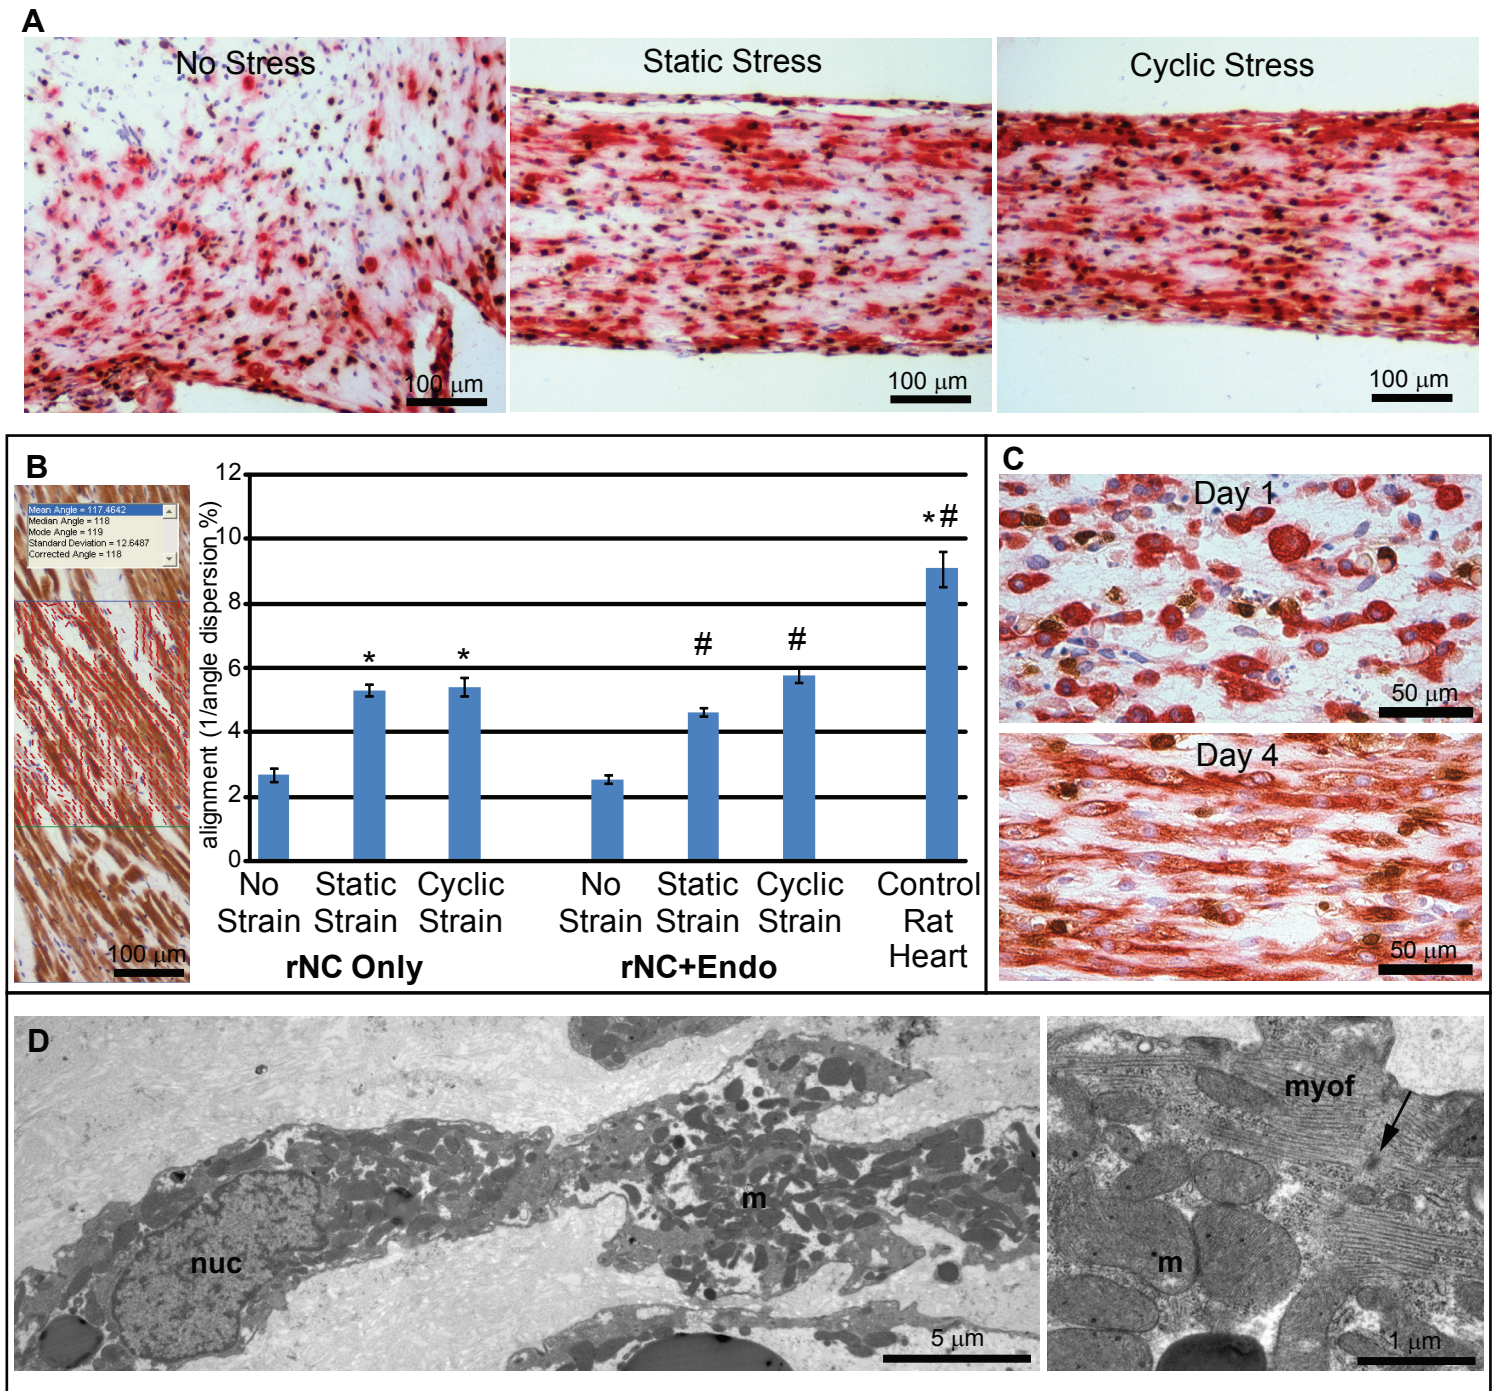 A
No Stress
Static Stress
Cyclic Stress
100 μm
100 μm
100 μm
B
Mean Angle = 117.4642
Median Angle = 118
Mode Angle = 119
Standard Deviation = 12.6487
Corrected Angle = 118
100 μm
alignment (1/angle dispersion %)
12
10
8
6
4
2
0
*
*
#
#
*#
No Strain
Static Strain
Cyclic Strain
No Strain
Static Strain
Cyclic Strain
Control Rat Heart
rNC Only
rNC+Endo
C
Day 1
50 μm
Day 4
50 μm
D
nuc
m
5 μm
myof
m
1 μm